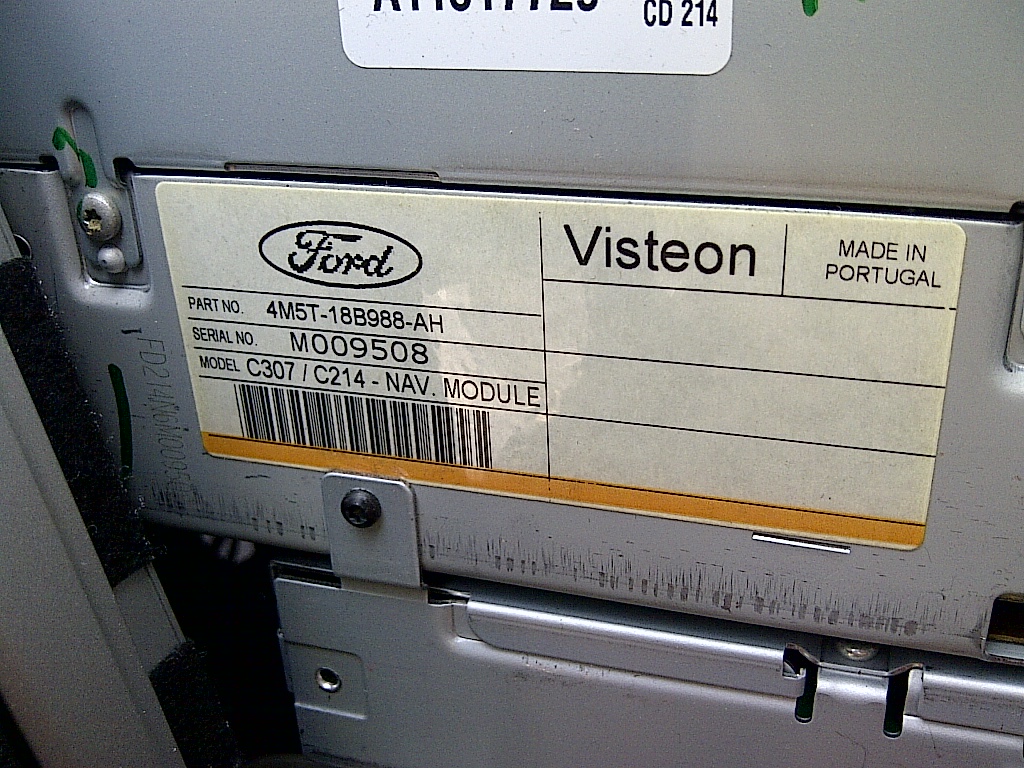 CD 214
Ford
Visteon
MADE IN
PORTUGAL
PART NO. 4M5T-18B988-AH
SERIAL NO. M009508
MODEL C307 / C214 - NAV. MODULE